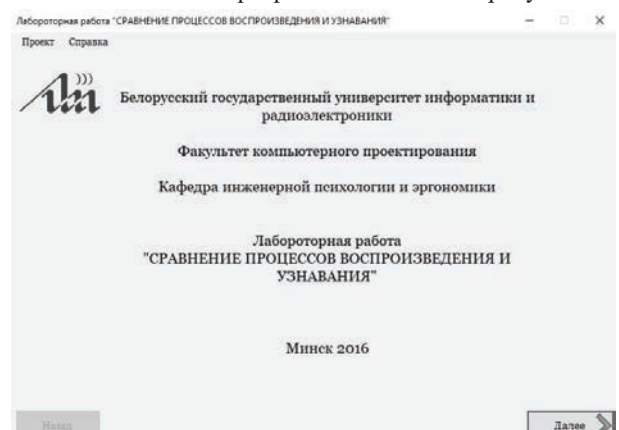 Лабороторная работа "СРАВНЕНИЕ ПРОЦЕССОВ ВОСПРОИЗВЕДЕНИЯ И УЗНАВАНИЯ"
Проект Справка
Белорусский государственный университет информатики и
радиоэлектроники
Факультет компьютерного проектирования
Кафедра инженерной психологии и эргономики
Лабороторная работа
"СРАВНЕНИЕ ПРОЦЕССОВ ВОСПРОИЗВЕДЕНИЯ И
УЗНАВАНИЯ"
Минск 2016
Назад Далее